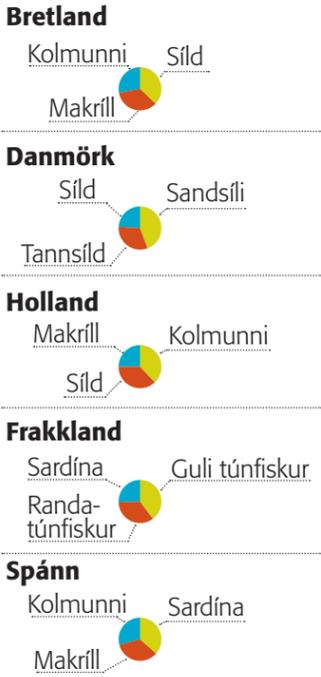 Bretland
Kolmunni
Síld
Makríll
Danmörk
Síld
Sandsíli
Tannsíld
Holland
Makríll
Kolmunni
Síld
Frakkland
Sardína
Guli túnfiskur
Randa-
túnfiskur
Spánn
Kolmunni
Sardína
Makríll